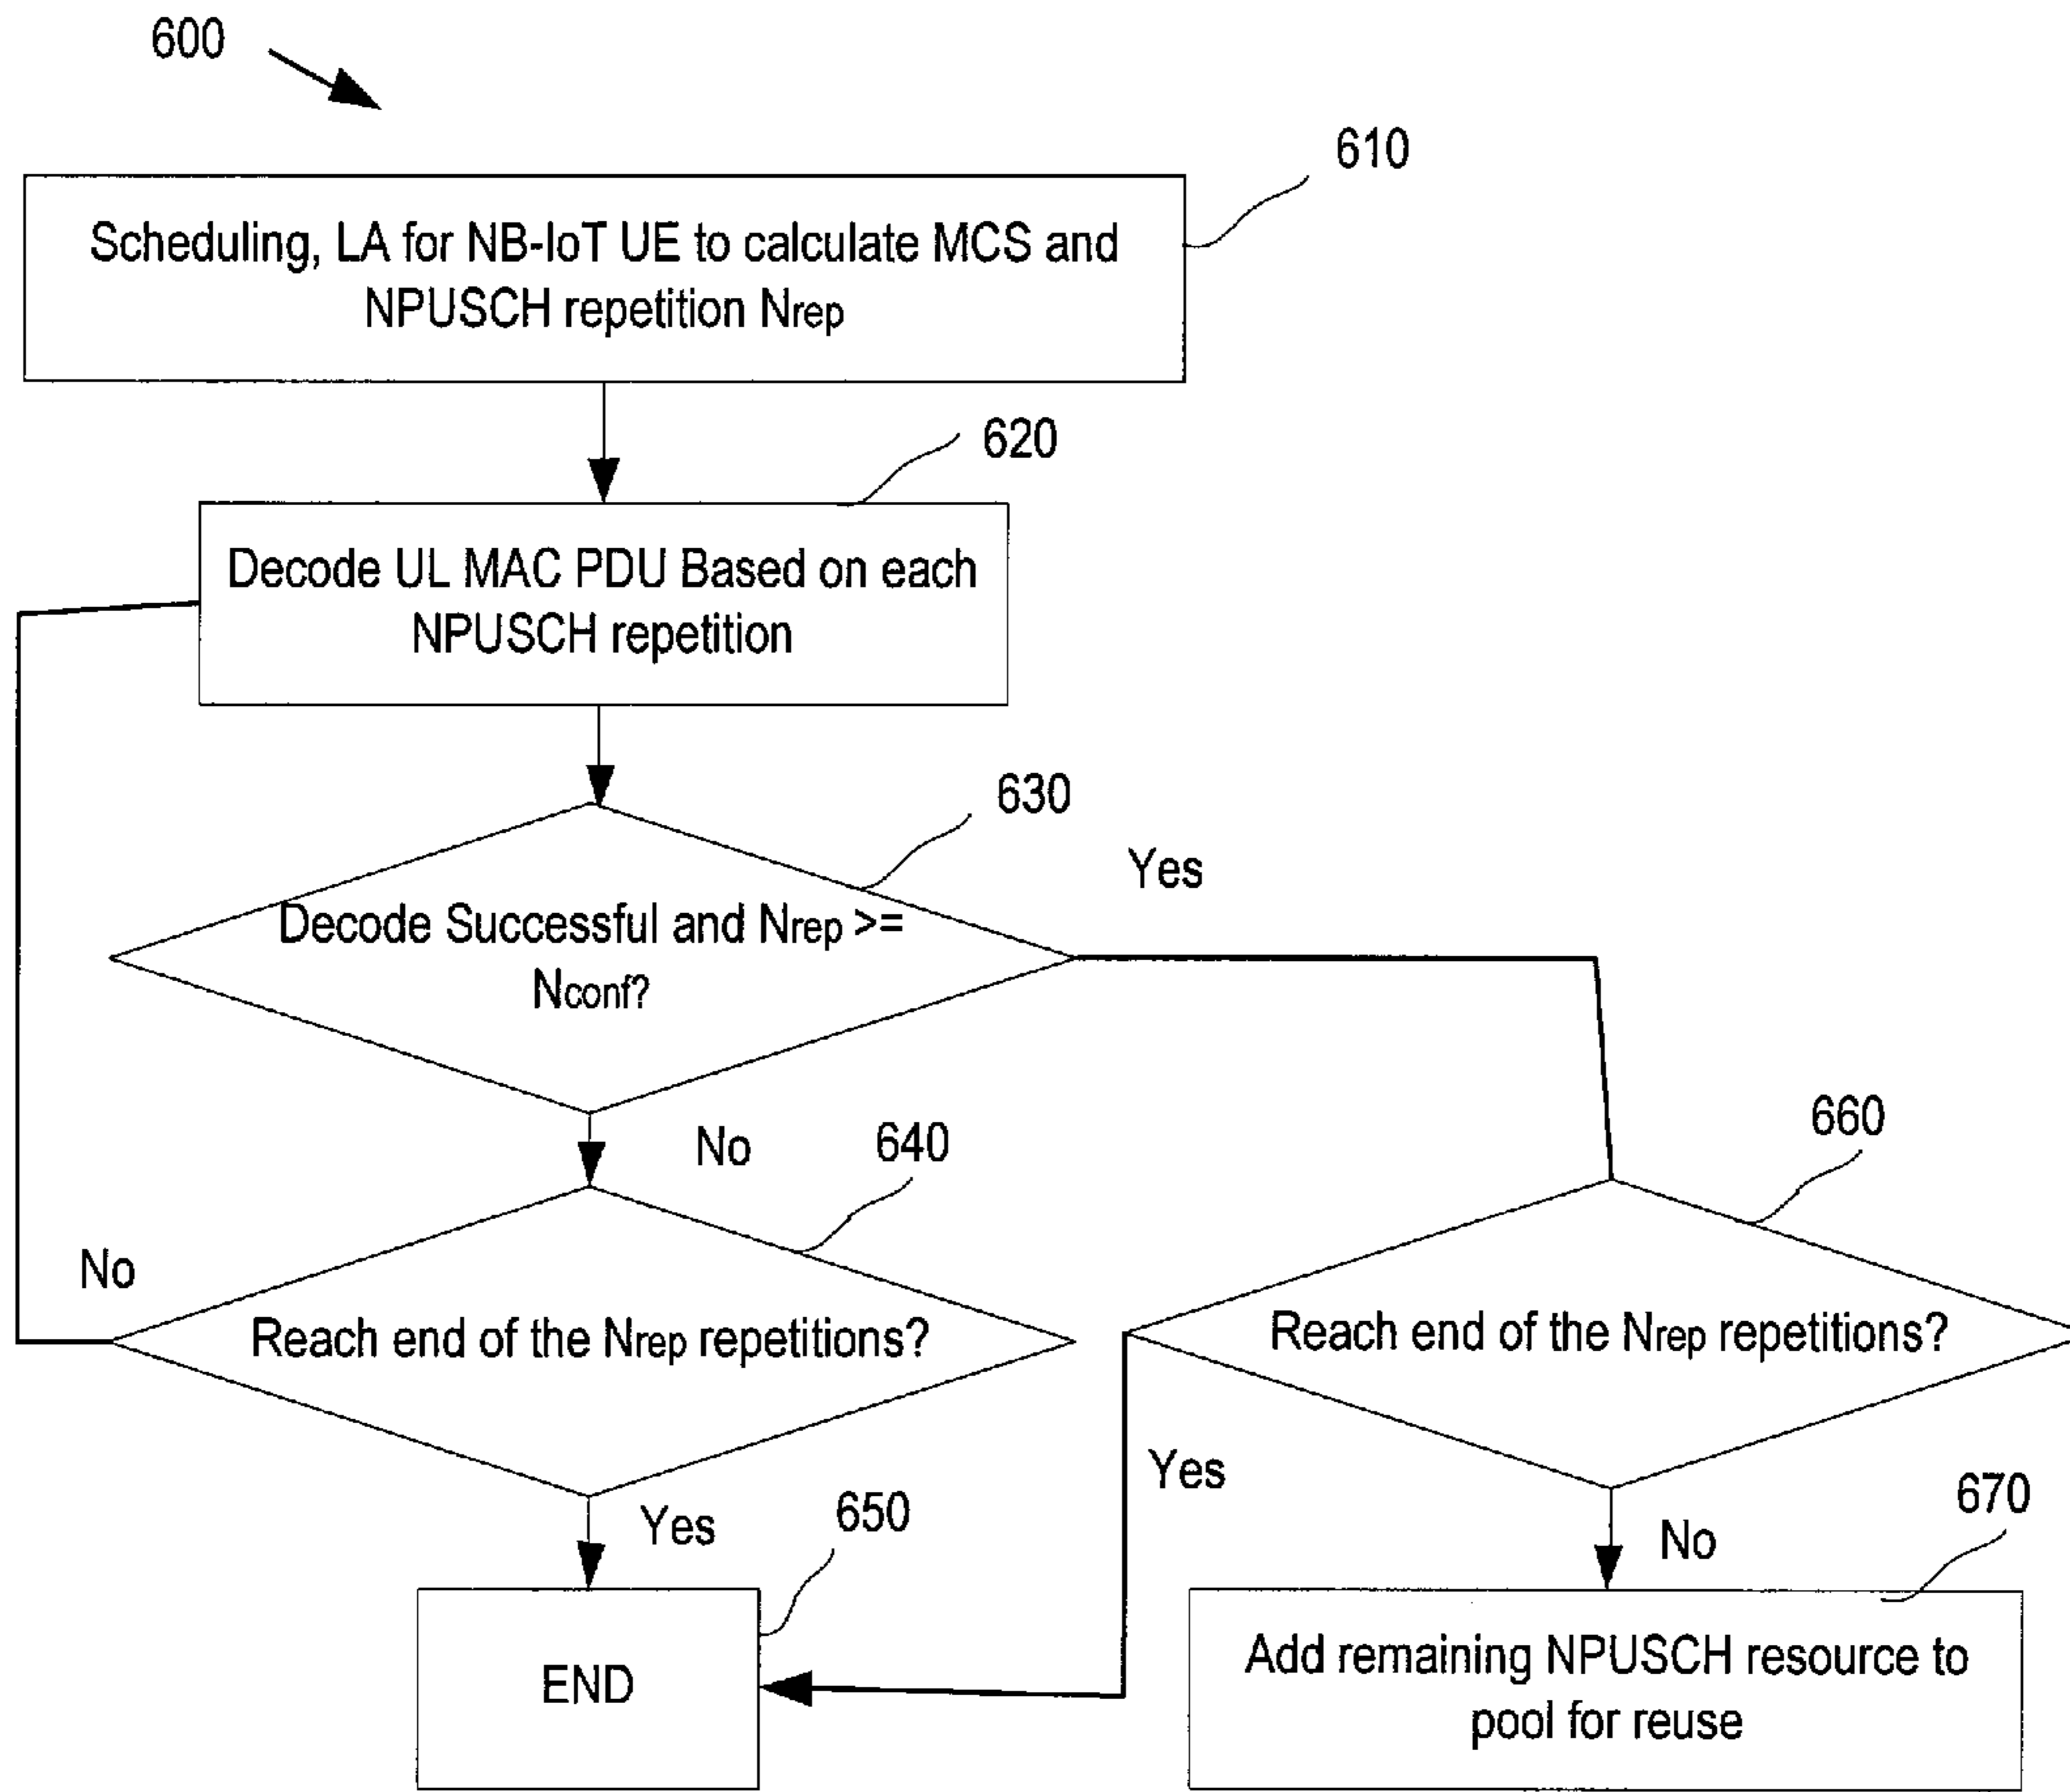 600
610
Scheduling, LA for NB-IoT UE to calculate MCS and
NPUSCH repetition Nrep
620
Decode UL MAC PDU Based on each
NPUSCH repetition
630
Yes
Decode Successful and Nrep >=
Nconf?
No
640
660
No
Reach end of the Nrep repetitions?
Reach end of the Nrep repetitions?
Yes
Yes
650
No
670
END
Add remaining NPUSCH resource to
pool for reuse